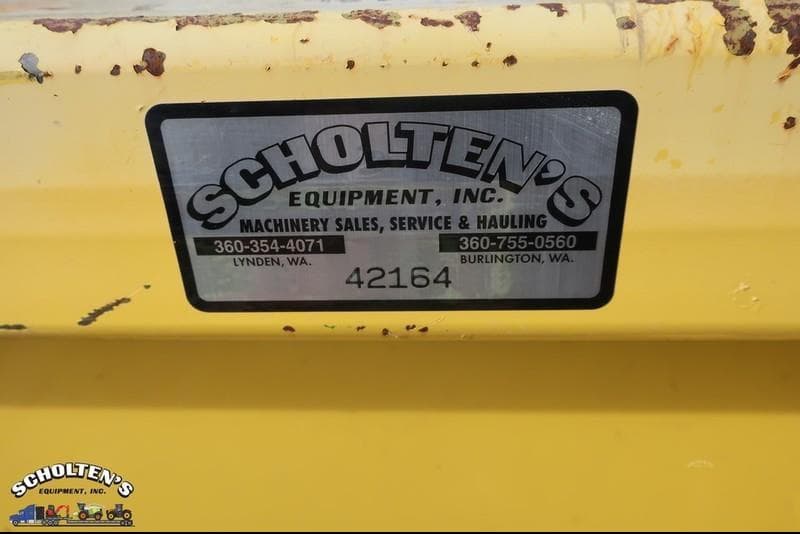 SCHOLTEN'S
EQUIPMENT, INC.
MACHINERY SALES, SERVICE & HAULING
360-354-4071 360-755-0560
LYNDEN, WA. BURLINGTON, WA.
42164
SCHOLTEN'S
EQUIPMENT, INC.